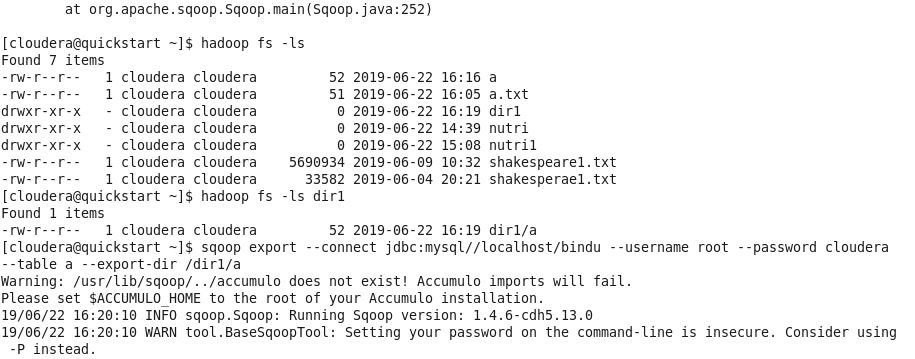 at org.apache.sqoop.Sqoop.main(Sqoop.java:252)

[cloudera@quickstart ~]$ hadoop fs -ls
Found 7 items
-rw-r--r--   1 cloudera cloudera         52 2019-06-22 16:16 a
-rw-r--r--   1 cloudera cloudera         51 2019-06-22 16:05 a.txt
drwxr-xr-x   - cloudera cloudera          0 2019-06-22 16:19 dir1
drwxr-xr-x   - cloudera cloudera          0 2019-06-22 14:39 nutri
drwxr-xr-x   - cloudera cloudera          0 2019-06-22 15:08 nutri1
-rw-r--r--   1 cloudera cloudera    5690934 2019-06-09 10:32 shakespeare1.txt
-rw-r--r--   1 cloudera cloudera      33582 2019-06-04 20:21 shakesperae1.txt
[cloudera@quickstart ~]$ hadoop fs -ls dir1
Found 1 items
-rw-r--r--   1 cloudera cloudera         52 2019-06-22 16:19 dir1/a
[cloudera@quickstart ~]$ sqoop export --connect jdbc:mysql//localhost/bindu --username root --password cloudera
--table a --export-dir /dir1/a
Warning: /usr/lib/sqoop/../accumulo does not exist! Accumulo imports will fail.
Please set $ACCUMULO_HOME to the root of your Accumulo installation.
19/06/22 16:20:10 INFO sqoop.Sqoop: Running Sqoop version: 1.4.6-cdh5.13.0
19/06/22 16:20:10 WARN tool.BaseSqoopTool: Setting your password on the command-line is insecure. Consider using
 -P instead.